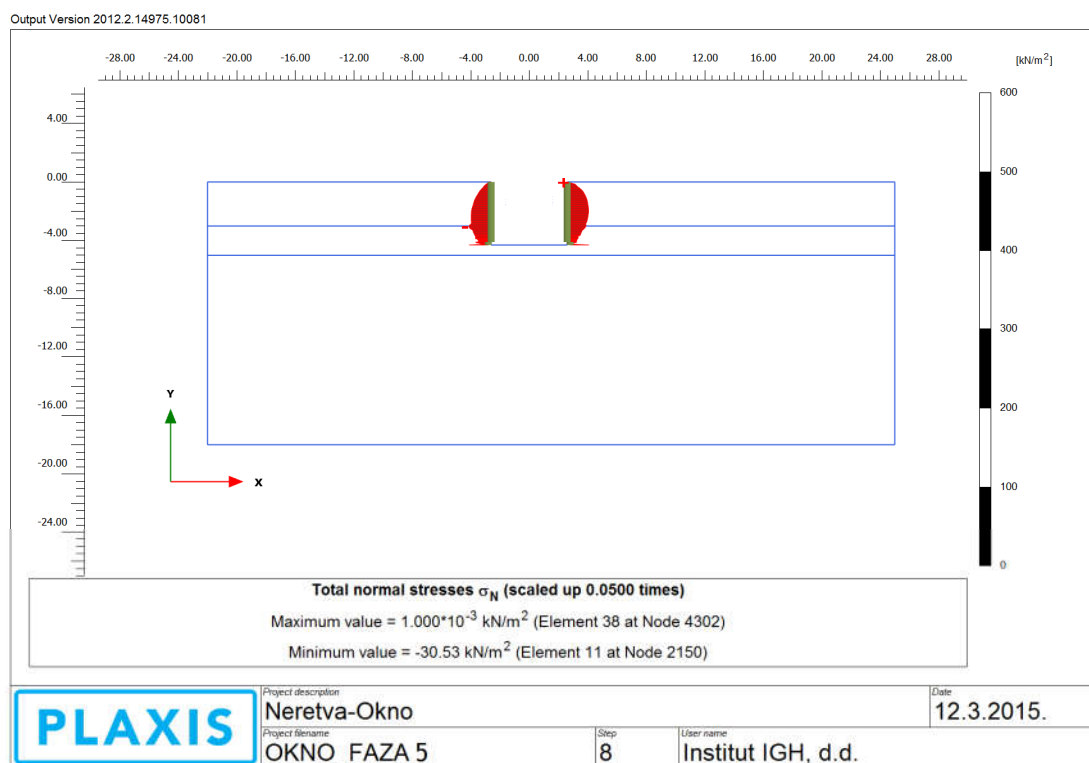 Output Version 2012.2.14975.10081
-28.00 -24.00 -20.00 -16.00 -12.00 -8.00 -4.00 0.00 4.00 8.00 12.00 16.00 20.00 24.00 28.00
[kN/m²]
600
4.00
500
0.00
-4.00
400
-8.00
300
-12.00
Y
200
-16.00
-20.00
X
100
-24.00
0
Total normal stresses σN (scaled up 0.0500 times)
Maximum value = 1.000*10-3 kN/m2 (Element 38 at Node 4302)
Minimum value = -30.53 kN/m2 (Element 11 at Node 2150)
PLAXIS
Project description
Neretva-Okno
Date
12.3.2015.
Project filename
OKNO FAZA 5
Step
8
User name
Institut IGH, d.d.